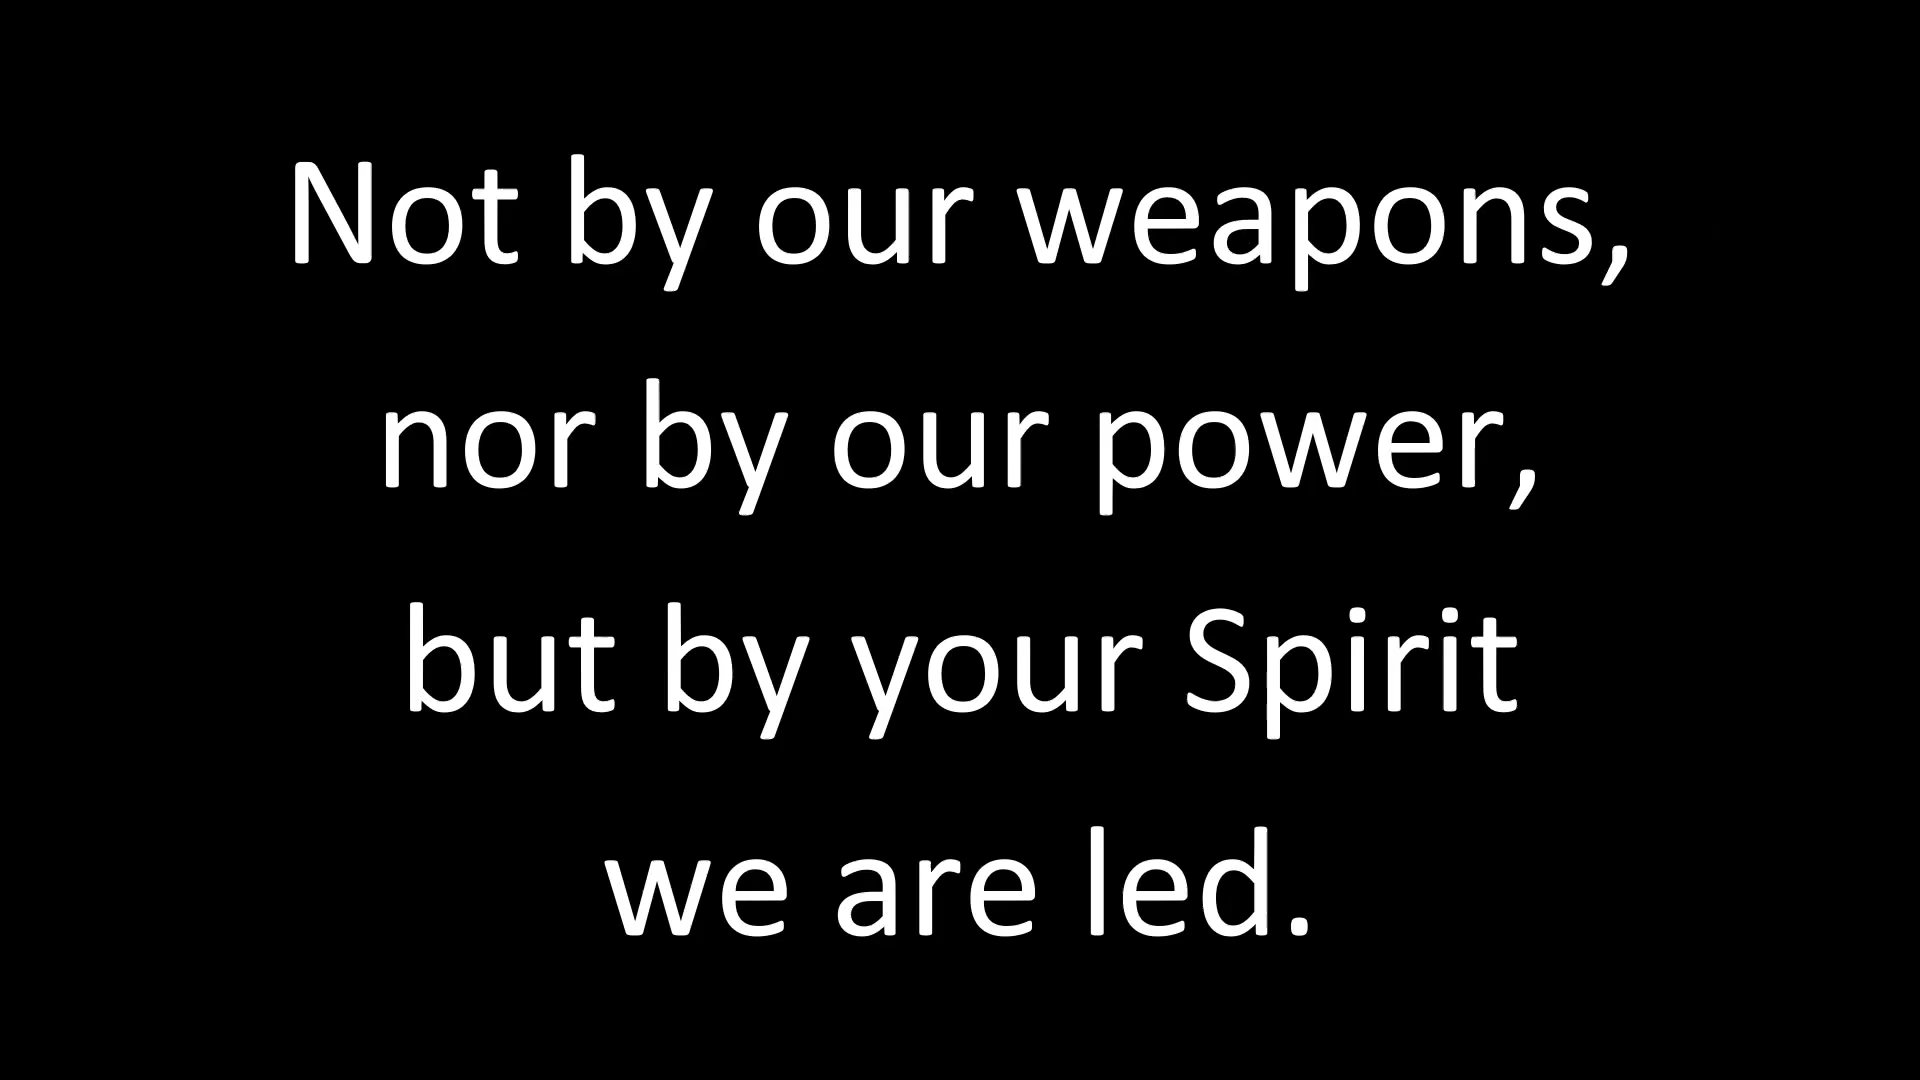 Not by our weapons,
nor by our power,
but by your Spirit
we are led.